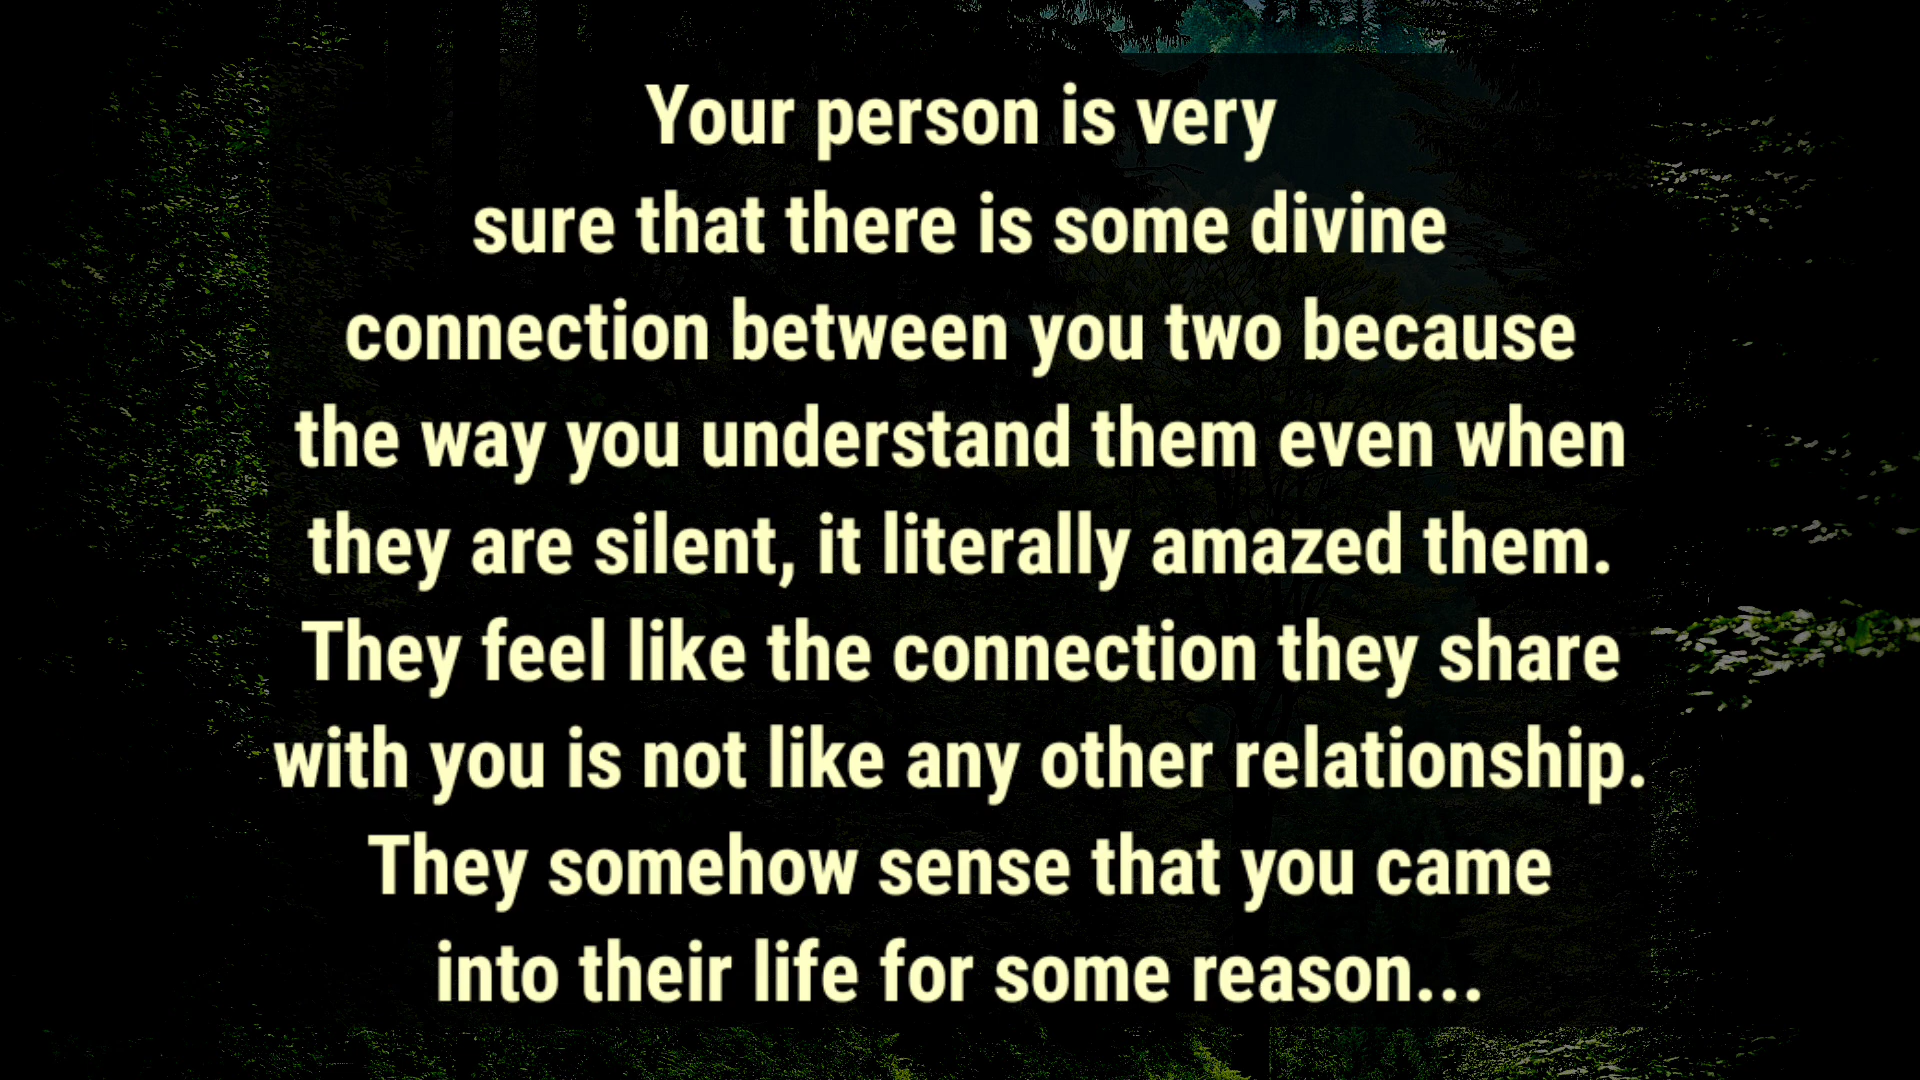 Your person is very
sure that there is some divine
connection between you two because
the way you understand them even when
they are silent, it literally amazed them.
They feel like the connection they share
with you is not like any other relationship.
They somehow sense that you came
into their life for some reason...